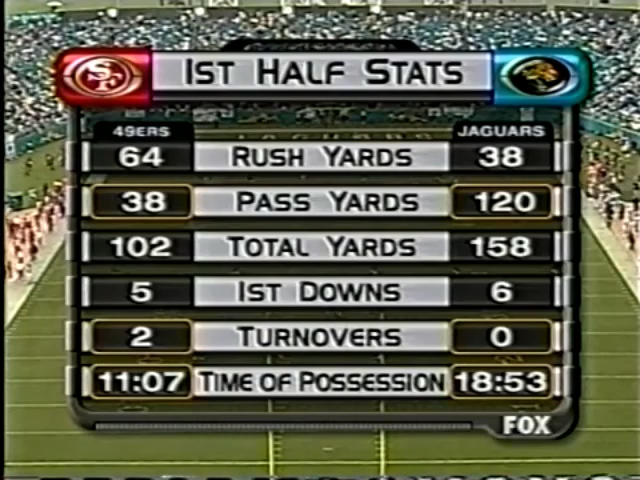 SF 1ST HALF STATS
49ERS JAGUARS
64 RUSH YARDS 38
38 PASS YARDS 120
102 TOTAL YARDS 158
5 1ST DOWNS 6
2 TURNOVERS 0
11:07 TIME OF POSSESSION 18:53
FOX